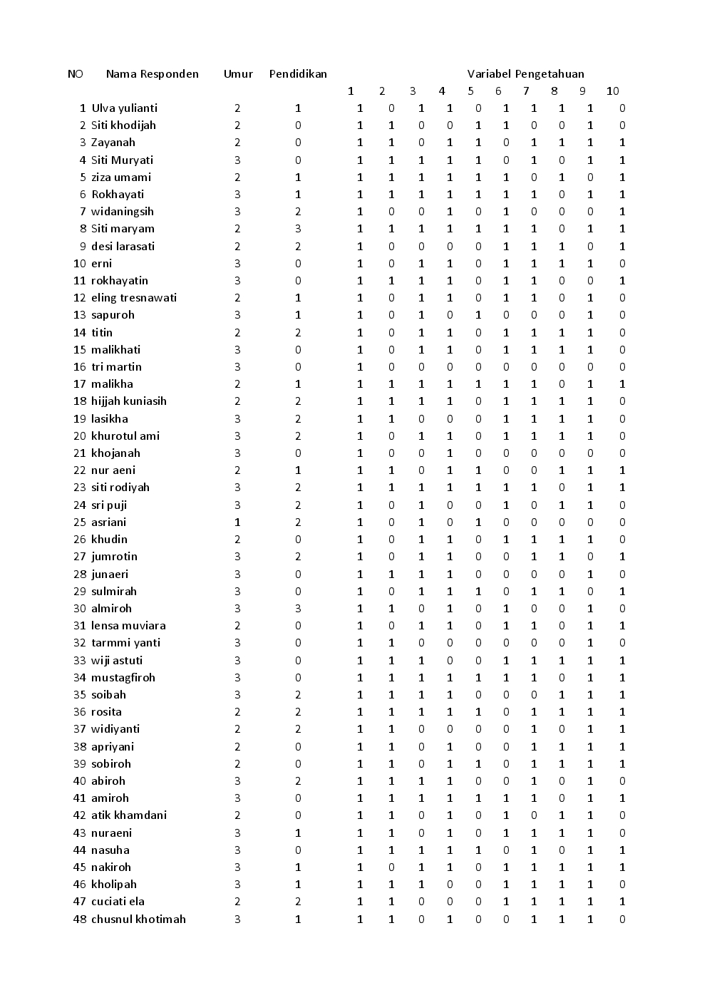 NO Nama Responden Umur Pendidikan Variabel Pengetahuan
1 2 3 4 5 6 7 8 9 10
1 Ulva yulianti 2 1 1 0 1 1 0 1 1 1 1 0
2 Siti khodijah 2 0 1 1 0 0 1 1 0 0 1 0
3 Zayanah 2 0 1 1 0 1 1 0 1 1 1 1
4 Siti Muryati 3 0 1 1 1 1 1 0 1 0 1 1
5 ziza umami 2 1 1 1 1 1 1 1 0 1 0 1
6 Rokhayati 3 1 1 1 1 1 1 1 1 0 1 1
7 widaningsih 3 2 1 0 0 1 0 1 0 0 0 1
8 Siti maryam 2 3 1 1 1 1 1 1 1 0 1 1
9 desi larasati 2 2 1 0 0 0 0 1 1 1 0 1
10 erni 3 0 1 0 1 1 0 1 1 1 1 0
11 rokhayatin 3 0 1 1 1 1 0 1 1 0 0 1
12 eling tresnawati 2 1 1 0 1 1 0 1 1 0 1 0
13 sapuroh 3 1 1 0 1 0 1 0 0 0 1 0
14 titin 2 2 1 0 1 1 0 1 1 1 1 0
15 malikhati 3 0 1 0 1 1 0 1 1 1 1 0
16 tri martin 3 0 1 0 0 0 0 0 0 0 0 0
17 malikha 2 1 1 1 1 1 1 1 1 0 1 1
18 hijjah kuniasih 2 2 1 1 1 1 0 1 1 1 1 0
19 lasikha 3 2 1 1 0 0 0 1 1 1 1 0
20 khurotul ami 3 2 1 0 1 1 0 1 1 1 1 0
21 khojanah 3 0 1 0 0 1 0 0 0 0 0 0
22 nur aeni 2 1 1 1 0 1 1 0 0 1 1 1
23 siti rodiyah 3 2 1 1 1 1 1 1 1 0 1 1
24 sri puji 3 2 1 0 1 0 0 1 0 1 1 0
25 asriani 1 2 1 0 1 0 1 0 0 0 0 0
26 khudin 2 0 1 0 1 1 0 1 1 1 1 0
27 jumrotin 3 2 1 0 1 1 0 0 1 1 0 1
28 junaeri 3 0 1 1 1 1 0 0 0 0 1 0
29 sulmirah 3 0 1 0 1 1 1 0 1 1 0 1
30 almiroh 3 3 1 1 0 1 0 1 0 0 1 0
31 lensa muviara 2 0 1 0 1 1 0 1 1 0 1 1
32 tarmmi yanti 3 0 1 1 0 0 0 0 0 0 1 0
33 wiji astuti 3 0 1 1 1 0 0 1 1 1 1 1
34 mustagfiroh 3 0 1 1 1 1 1 1 1 0 1 1
35 soibah 3 2 1 1 1 1 0 0 0 1 1 1
36 rosita 2 2 1 1 1 1 1 0 1 1 1 1
37 widiyanti 2 2 1 1 0 0 0 0 1 0 1 1
38 apriyani 2 0 1 1 0 1 0 0 1 1 1 1
39 sobiroh 2 0 1 1 0 1 1 0 1 1 1 1
40 abiroh 3 2 1 1 1 1 0 0 1 0 1 0
41 amiroh 3 0 1 1 1 1 1 1 1 0 1 1
42 atik khamdani 2 0 1 1 0 1 0 1 0 1 1 0
43 nuraeni 3 1 1 1 0 1 0 1 1 1 1 0
44 nasuha 3 0 1 1 1 1 1 0 1 0 1 1
45 nakiroh 3 1 1 0 1 1 0 1 1 1 1 1
46 kholipah 3 1 1 1 1 0 0 1 1 1 1 0
47 cuciati ela 2 2 1 1 0 0 0 1 1 1 1 1
48 chusnul khotimah 3 1 1 1 0 1 0 0 1 1 1 0